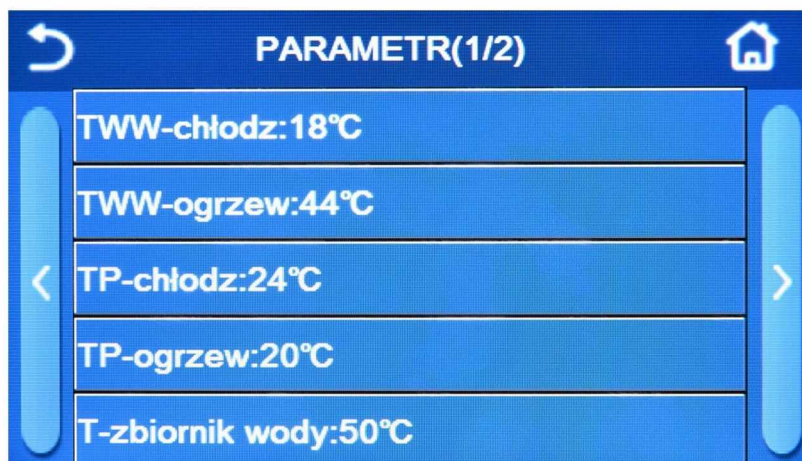 PARAMETR(1/2)
TWW-chłodz:18°C
TWW-ogrzew:44°C
TP-chłodz:24°C
TP-ogrzew:20°C
T-zbiornik wody:50°C